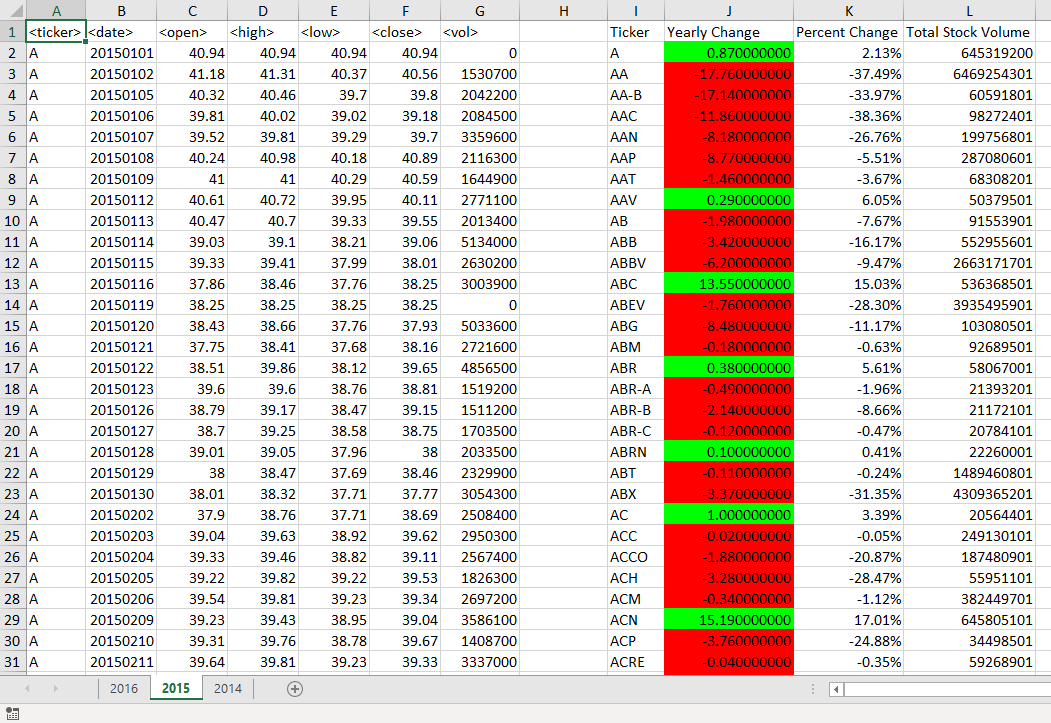 A B C D E F G H I J K L
1 <ticker> <date> <open> <high> <low> <close> <vol> Ticker Yearly Change Percent Change Total Stock Volume
2 A 20150101 40.94 40.94 40.94 40.94 0 A 0.870000000 2.13% 645319200
3 A 20150102 41.18 41.31 40.37 40.56 1530700 AA -17.760000000 -37.49% 6469254301
4 A 20150105 40.32 40.46 39.7 39.8 2042200 AA-B -17.140000000 -33.97% 60591801
5 A 20150106 39.81 40.02 39.02 39.18 2084500 AAC -11.860000000 -38.36% 98272401
6 A 20150107 39.52 39.81 39.29 39.7 3359600 AAN -8.180000000 -26.76% 199756801
7 A 20150108 40.24 40.98 40.18 40.89 2116300 AAP -8.770000000 -5.51% 287080601
8 A 20150109 41 41 40.29 40.59 1644900 AAT -1.460000000 -3.67% 68308201
9 A 20150112 40.61 40.72 39.95 40.11 2771100 AAV 0.290000000 6.05% 50379501
10 A 20150113 40.47 40.7 39.33 39.55 2013400 AB -1.980000000 -7.67% 91553901
11 A 20150114 39.03 39.1 38.21 39.06 5134000 ABB -3.420000000 -16.17% 552955601
12 A 20150115 39.33 39.41 37.99 38.01 2630200 ABBV -6.200000000 -9.47% 2663171701
13 A 20150116 37.86 38.46 37.76 38.25 3003900 ABC 13.550000000 15.03% 536368501
14 A 20150119 38.25 38.25 38.25 38.25 0 ABEV -1.760000000 -28.30% 3935495901
15 A 20150120 38.43 38.66 37.76 37.93 5033600 ABG -8.480000000 -11.17% 103080501
16 A 20150121 37.75 38.41 37.68 38.16 2721600 ABM -0.180000000 -0.63% 92689501
17 A 20150122 38.51 39.86 38.12 39.65 4856500 ABR 0.380000000 5.61% 58067001
18 A 20150123 39.6 39.6 38.76 38.81 1519200 ABR-A -0.490000000 -1.96% 21393201
19 A 20150126 38.79 39.17 38.47 39.15 1511200 ABR-B -2.140000000 -8.66% 21172101
20 A 20150127 38.7 39.25 38.58 38.75 1703500 ABR-C -0.120000000 -0.47% 20784101
21 A 20150128 39.01 39.05 37.96 38 2033500 ABRN 0.100000000 0.41% 22260001
22 A 20150129 38 38.47 37.69 38.46 2329900 ABT -0.110000000 -0.24% 1489460801
23 A 20150130 38.01 38.32 37.71 37.77 3054300 ABX -3.370000000 -31.35% 4309365201
24 A 20150202 37.9 38.76 37.71 38.69 2508400 AC 1.000000000 3.39% 20564401
25 A 20150203 39.04 39.63 38.92 39.62 2950300 ACC -0.020000000 -0.05% 249130101
26 A 20150204 39.33 39.46 38.82 39.11 2567400 ACCO -1.880000000 -20.87% 187480901
27 A 20150205 39.22 39.82 39.22 39.53 1826300 ACH -3.280000000 -28.47% 55951101
28 A 20150206 39.54 39.81 39.23 39.34 2697200 ACM -0.340000000 -1.12% 382449701
29 A 20150209 39.23 39.43 38.95 39.04 3586100 ACN 15.190000000 17.01% 645805101
30 A 20150210 39.31 39.76 38.78 39.67 1408700 ACP -3.760000000 -24.88% 34498501
31 A 20150211 39.64 39.81 39.23 39.33 3337000 ACRE -0.040000000 -0.35% 59268901
2016 2015 2014